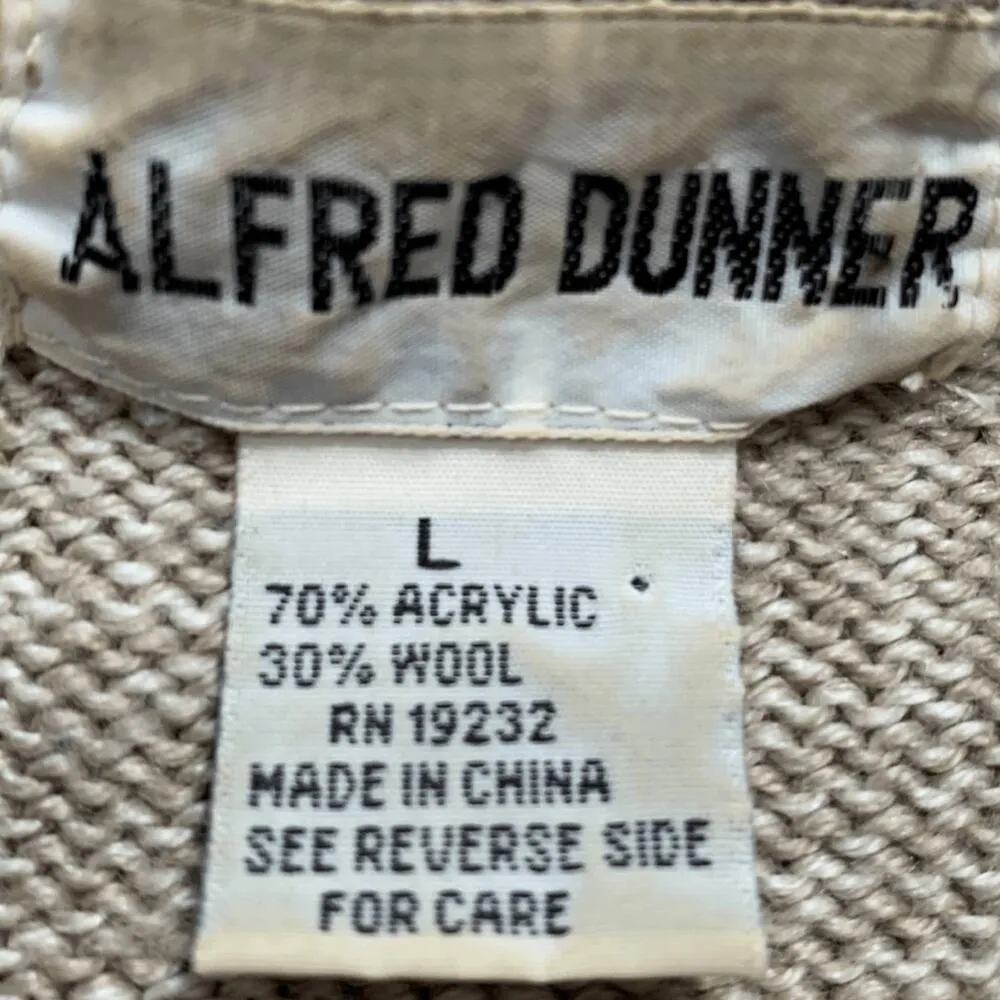 ALFRED DUNNER
L
70% ACRYLIC
30% WOOL
RN 19232
MADE IN CHINA
SEE REVERSE SIDE
FOR CARE